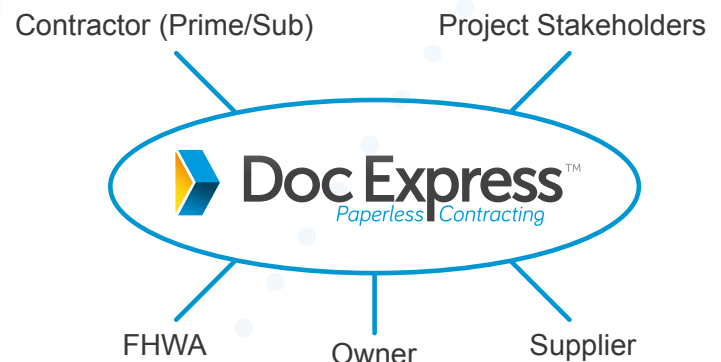 Contractor (Prime/Sub)
Project Stakeholders
Doc Express™
Paperless Contracting
FHWA
Owner
Supplier